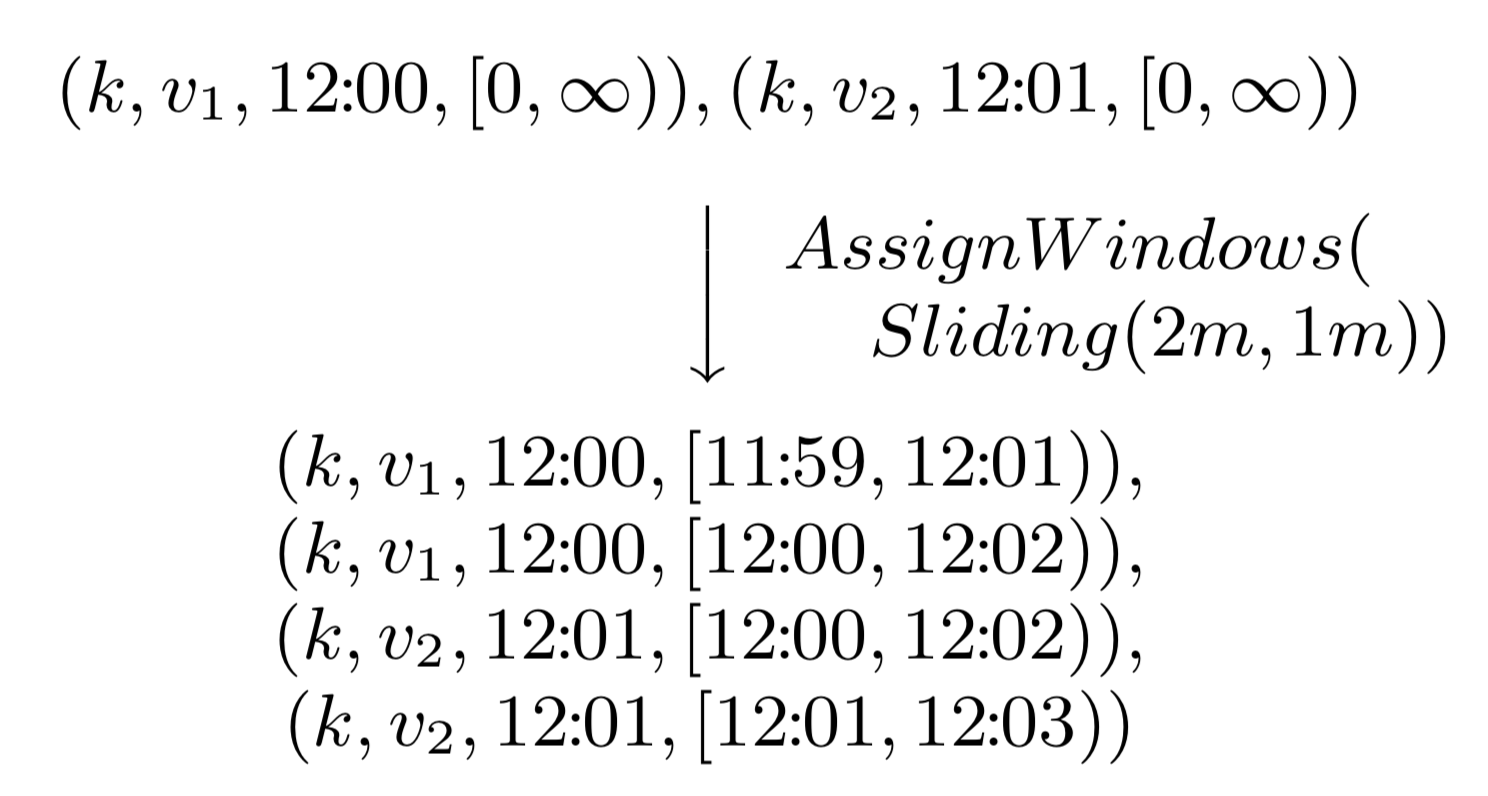 (k, v₁, 12:00, [0, ∞)), (k, v₂, 12:01, [0, ∞))
AssignWindows(
Sliding(2m, 1m))
(k, v₁, 12:00, [11:59, 12:01)),
(k, v₁, 12:00, [12:00, 12:02)),
(k, v₂, 12:01, [12:00, 12:02)),
(k, v₂, 12:01, [12:01, 12:03))